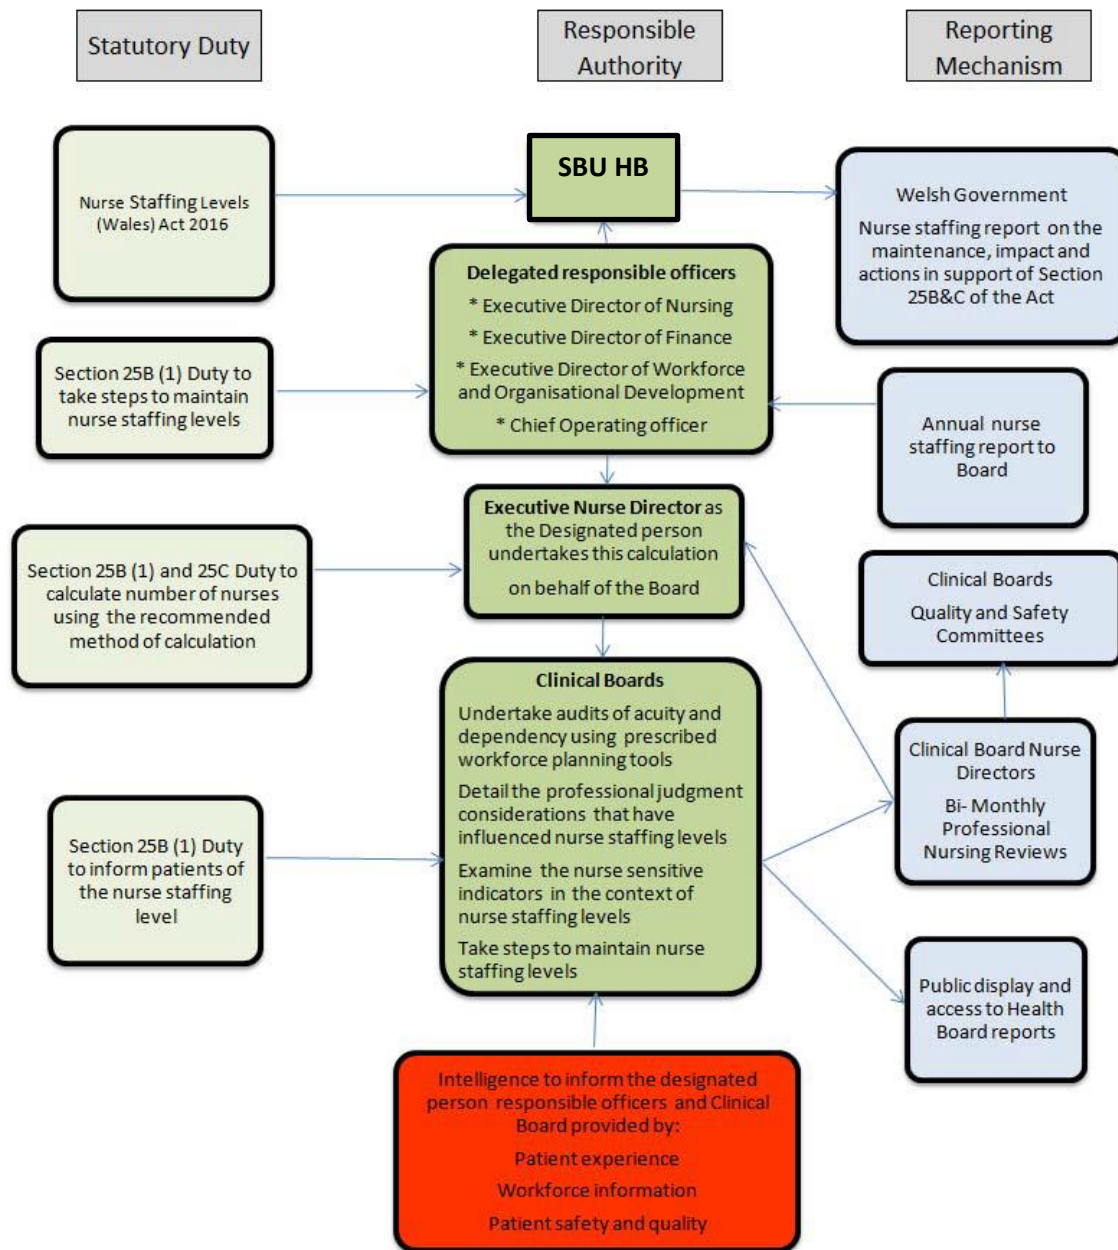 Statutory Duty
Responsible
Authority
Reporting
Mechanism
Nurse Staffing Levels
(Wales) Act 2016
SBU HB
Welsh Government
Nurse staffing report on the
maintenance, impact and
actions in support of Section
25B&C of the Act
Delegated responsible officers
* Executive Director of Nursing
* Executive Director of Finance
* Executive Director of Workforce
and Organisational Development
* Chief Operating officer
Section 25B (1) Duty to
take steps to maintain
nurse staffing levels
Annual nurse
staffing report to
Board
Executive Nurse Director as
the Designated person
undertakes this calculation
on behalf of the Board
Section 25B (1) and 25C Duty to
calculate number of nurses
using the recommended
method of calculation
Clinical Boards
Quality and Safety
Committees
Clinical Boards
Undertake audits of acuity and
dependency using prescribed
workforce planning tools
Detail the professional judgment
considerations that have
influenced nurse staffing levels
Examine the nurse sensitive
indicators in the context of
nurse staffing levels
Take steps to maintain nurse
staffing levels
Clinical Board Nurse
Directors
Bi- Monthly
Professional
Nursing Reviews
Section 25B (1) Duty
to inform patients of
the nurse staffing
level
Public display and
access to Health
Board reports
Intelligence to inform the designated
person responsible officers and Clinical
Board provided by:
Patient experience
Workforce information
Patient safety and quality